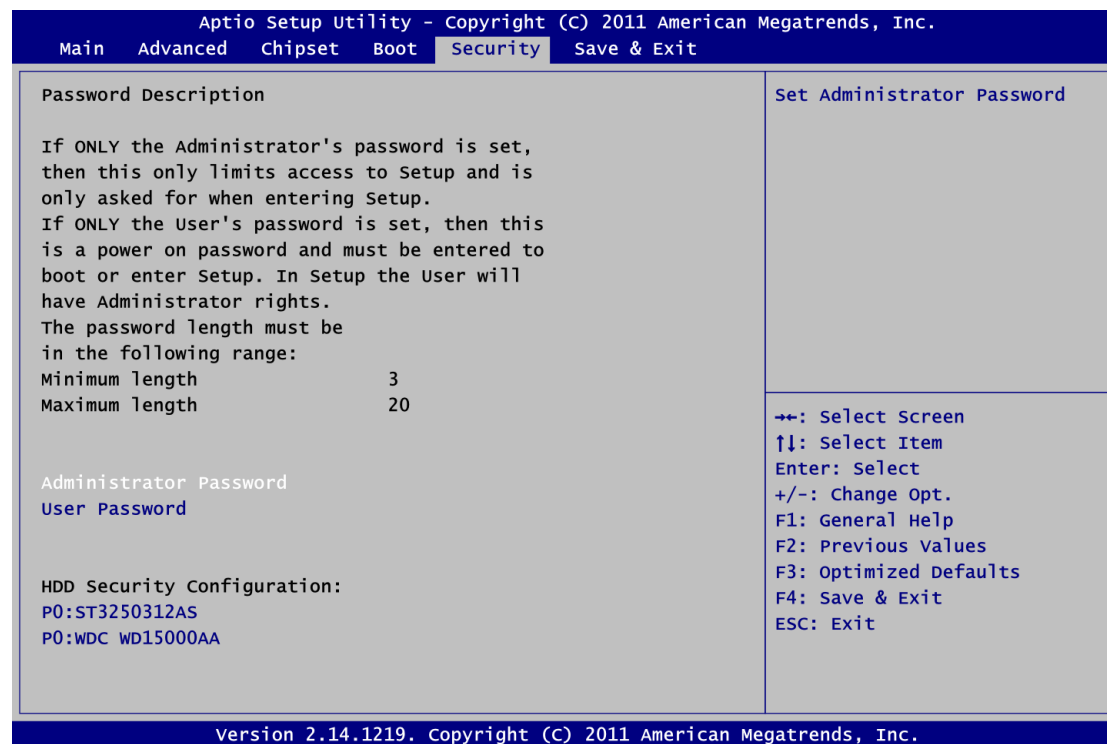 Aptio Setup Utility – Copyright (C) 2011 American Megatrends, Inc.
Main Advanced Chipset Boot Security Save & Exit
Password Description
If ONLY the Administrator's password is set,
then this only limits access to Setup and is
only asked for when entering Setup.
If ONLY the User's password is set, then this
is a power on password and must be entered to
boot or enter Setup. In Setup the User will
have Administrator rights.
The password length must be
in the following range:
Minimum length 3
Maximum length 20
Administrator Password
User Password
HDD Security Configuration:
P0:ST3250312AS
P0:WDC WD15000AA
Set Administrator Password
→←: Select Screen
↑↓: Select Item
Enter: Select
+/-: Change Opt.
F1: General Help
F2: Previous Values
F3: Optimized Defaults
F4: Save & Exit
ESC: Exit
Version 2.14.1219. Copyright (C) 2011 American Megatrends, Inc.